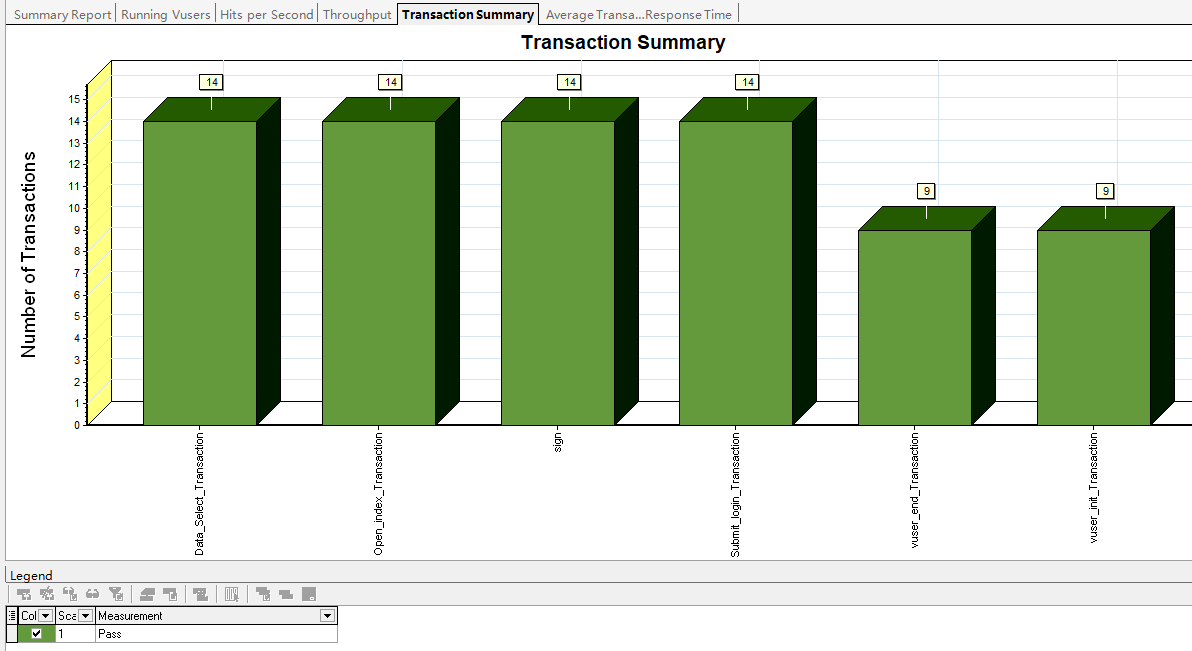 Summary Report Running Vusers Hits per Second Throughput Transaction Summary Average Transa...Response Time
Transaction Summary
14 14 14 14
15
14
13
12
11
10
9 9
9
8
7
6
5
4
3
2
1
0
Number of Transactions
Data_Select_Transaction
Open_index_Transaction
sign
Submit_login_Transaction
vuser_end_Transaction
vuser_init_Transaction
Legend
Col Sca Measurement
1 Pass